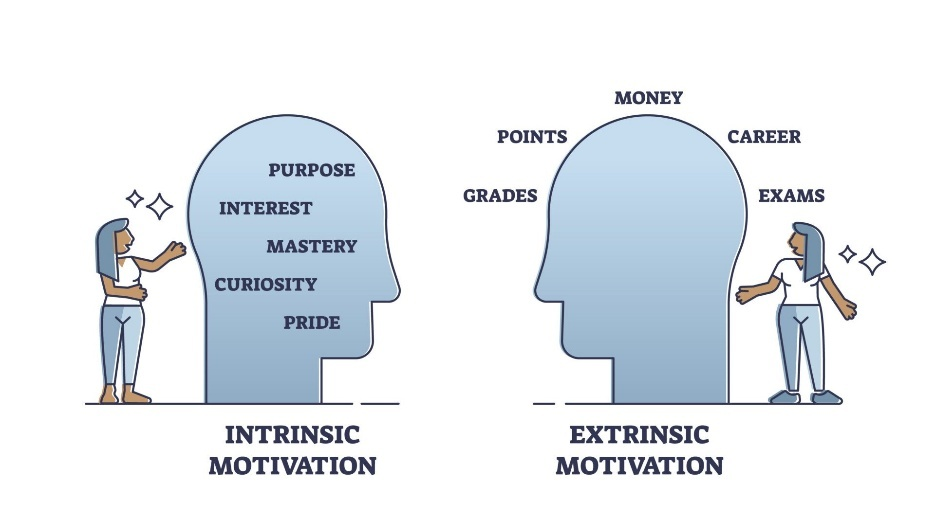 PURPOSE
INTEREST
MASTERY
CURIOSITY
PRIDE
INTRINSIC
MOTIVATION
MONEY
POINTS
CAREER
GRADES
EXAMS
EXTRINSIC
MOTIVATION